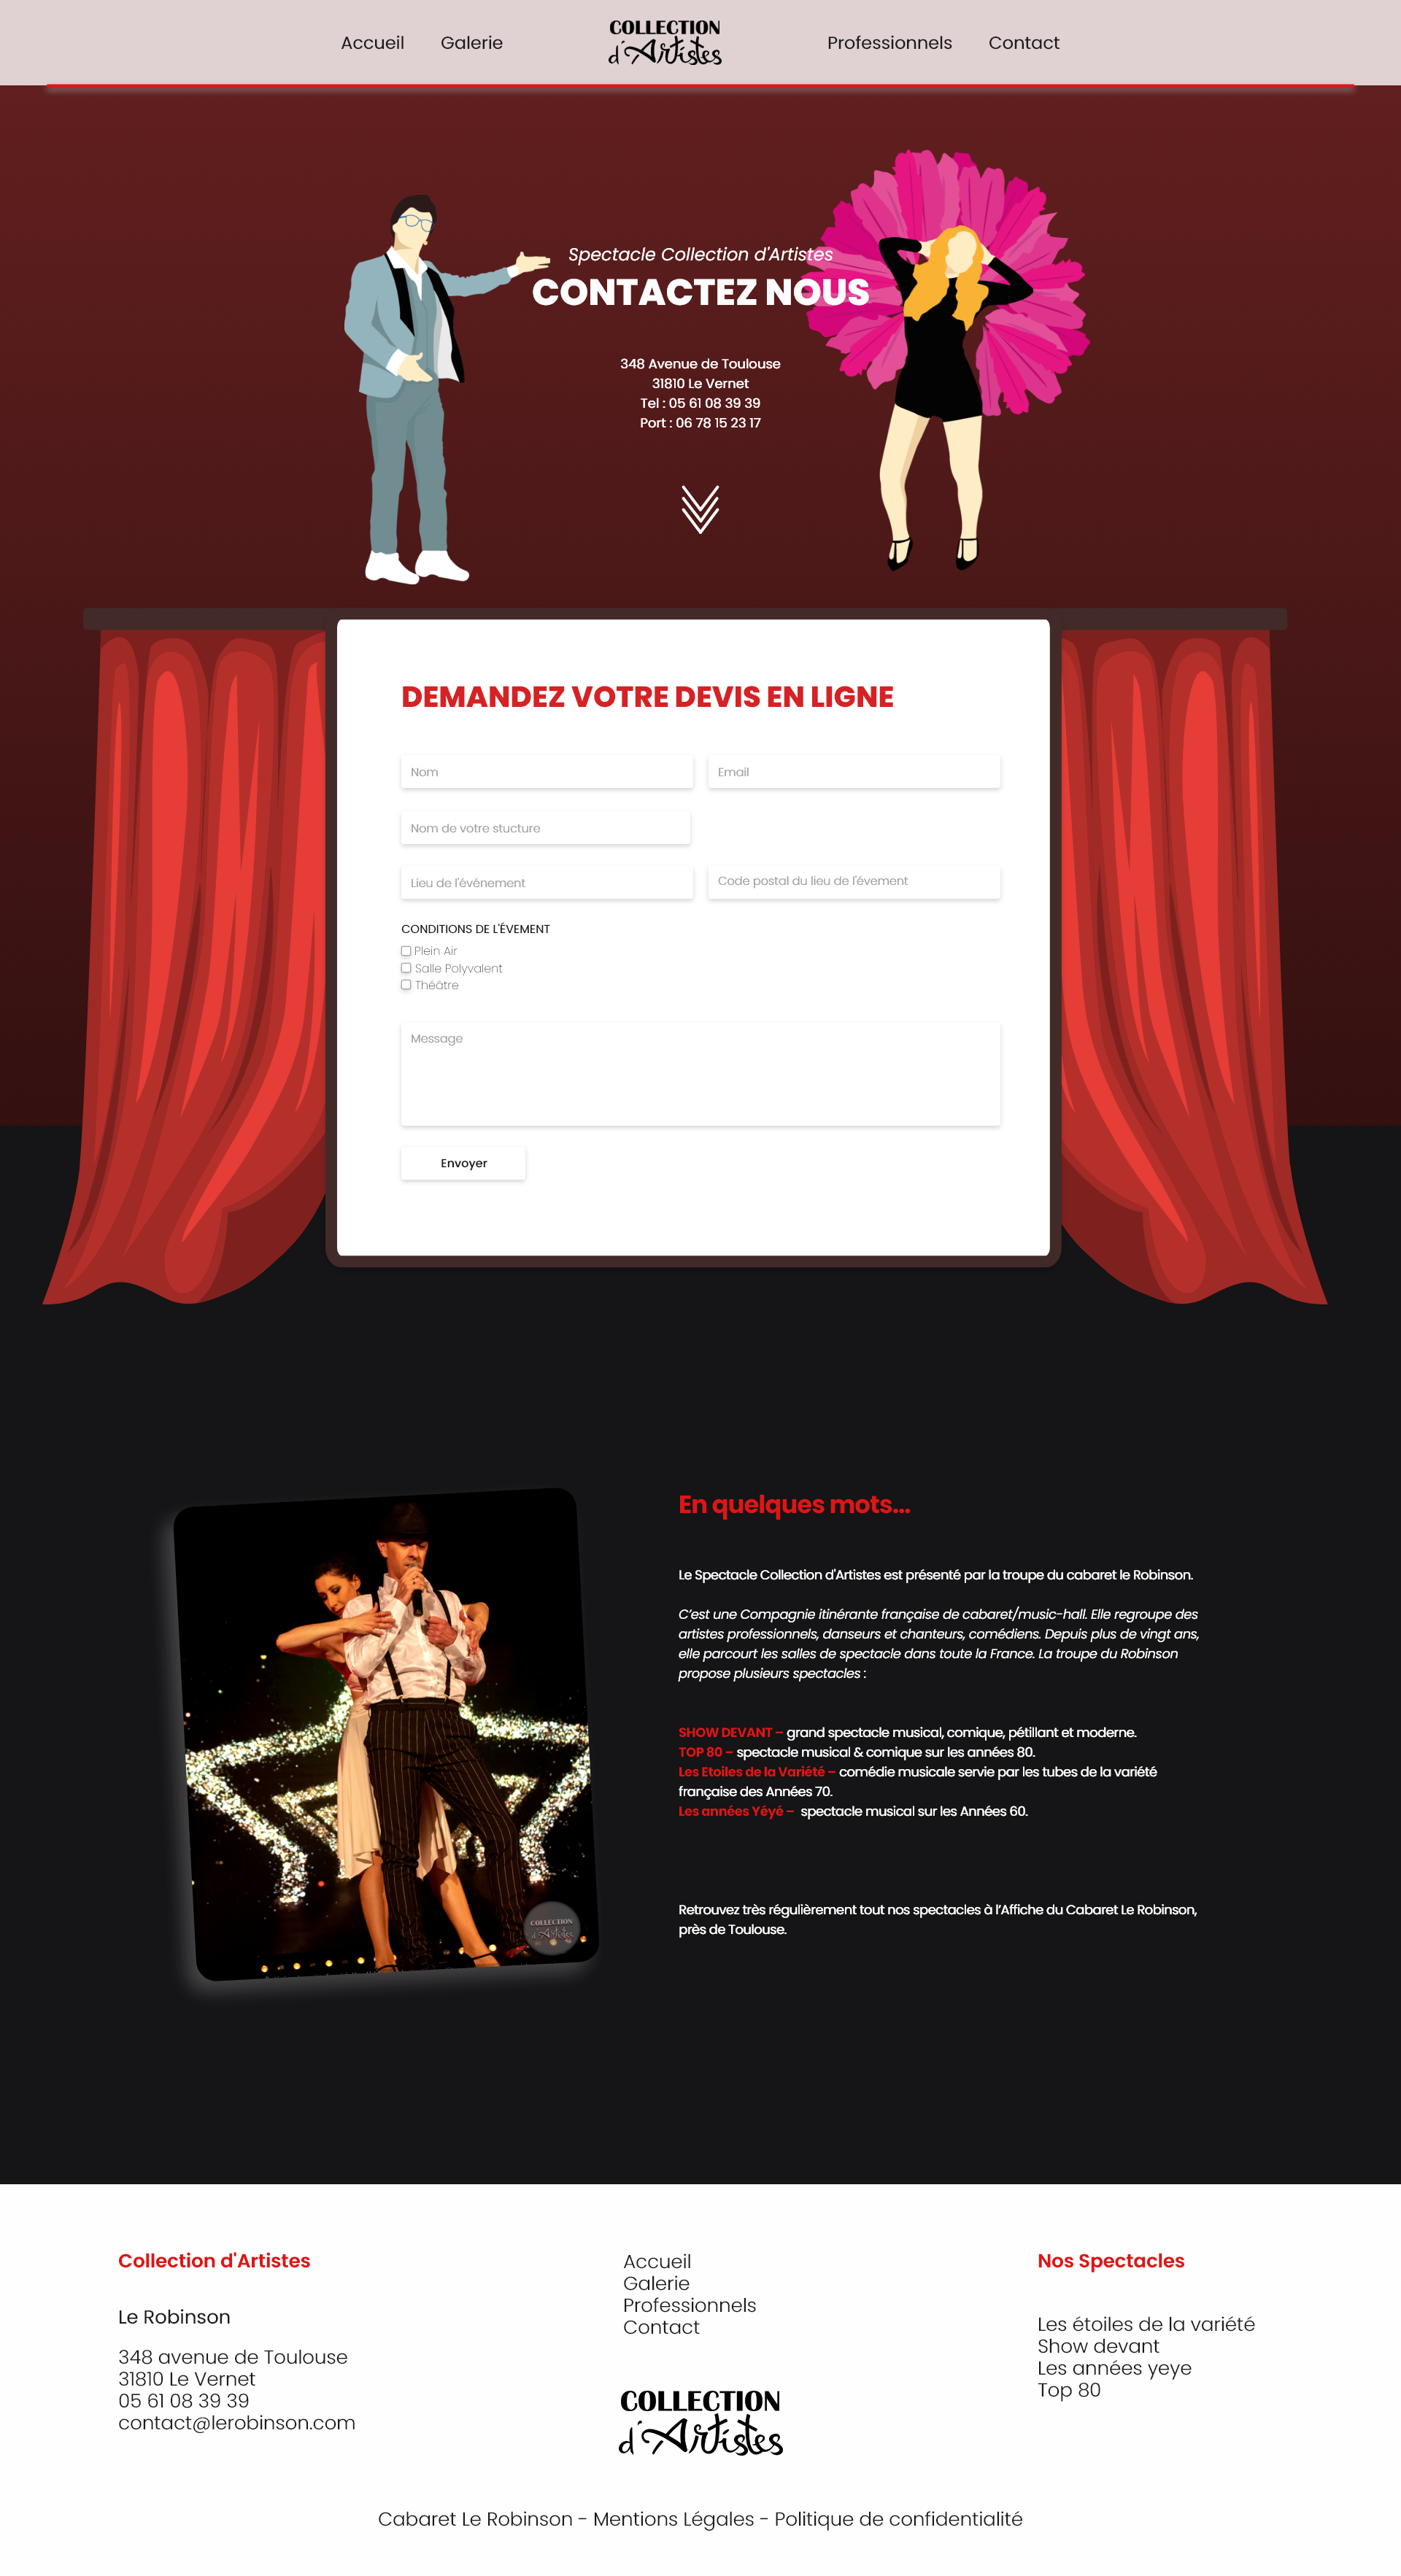 Accueil
Galerie
COLLECTION
d'Artistes
Professionnels
Contact
Spectacle Collection d'Artistes
CONTACTEZ NOUS
348 Avenue de Toulouse
31810 Le Vernet
Tel : 05 61 08 39 39
Port : 06 78 15 23 17
DEMANDEZ VOTRE DEVIS EN LIGNE
Nom
Email
Nom de votre stucture
Lieu de l'événement
Code postal du lieu de l'évement
CONDITIONS DE L'ÉVEMENT
Plein Air
Salle Polyvalent
Théâtre
Message
Envoyer
En quelques mots...
Le Spectacle Collection d'Artistes est présenté par la troupe du cabaret le Robinson.
C'est une Compagnie itinérante française de cabaret/music-hall. Elle regroupe des
artistes professionnels, danseurs et chanteurs, comédiens. Depuis plus de vingt ans,
elle parcourt les salles de spectacle dans toute la France. La troupe du Robinson
propose plusieurs spectacles :
SHOW DEVANT – grand spectacle musical, comique, pétillant et moderne.
TOP 80 – spectacle musical & comique sur les années 80.
Les Etoiles de la Variété – comédie musicale servie par les tubes de la variété
française des Années 70.
Les années Yéyé – spectacle musical sur les Années 60.
COLLECTION
d'Artistes
Retrouvez très régulièrement tout nos spectacles à l'Affiche du Cabaret Le Robinson,
près de Toulouse.
Collection d'Artistes
Le Robinson
348 avenue de Toulouse
31810 Le Vernet
05 61 08 39 39
contact@lerobinson.com
Accueil
Galerie
Professionnels
Contact
COLLECTION
d'Artistes
Nos Spectacles
Les étoiles de la variété
Show devant
Les années yeye
Top 80
Cabaret Le Robinson - Mentions Légales - Politique de confidentialité